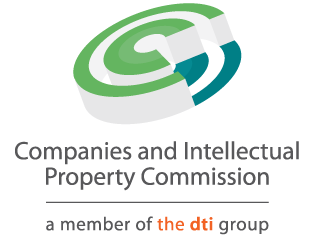 Companies and Intellectual
Property Commission
a member of the dti group